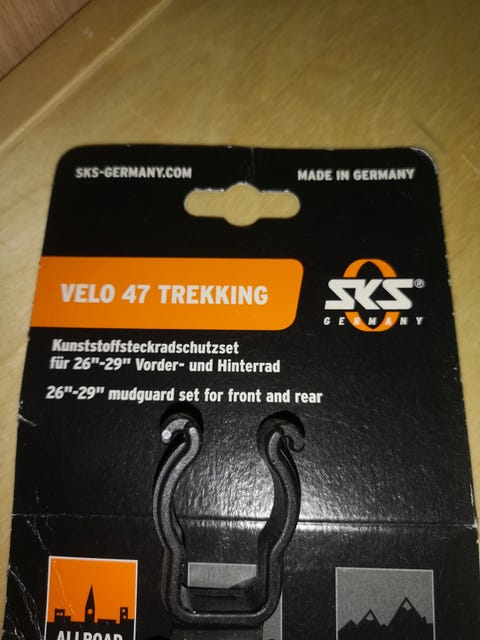 SKS-GERMANY.COM
MADE IN GERMANY
VELO 47 TREKKING
SKS®
GERMANY
Kunststoffsteckradschutzset
für 26"-29" Vorder- und Hinterrad
26"-29" mudguard set for front and rear
ALLROAD